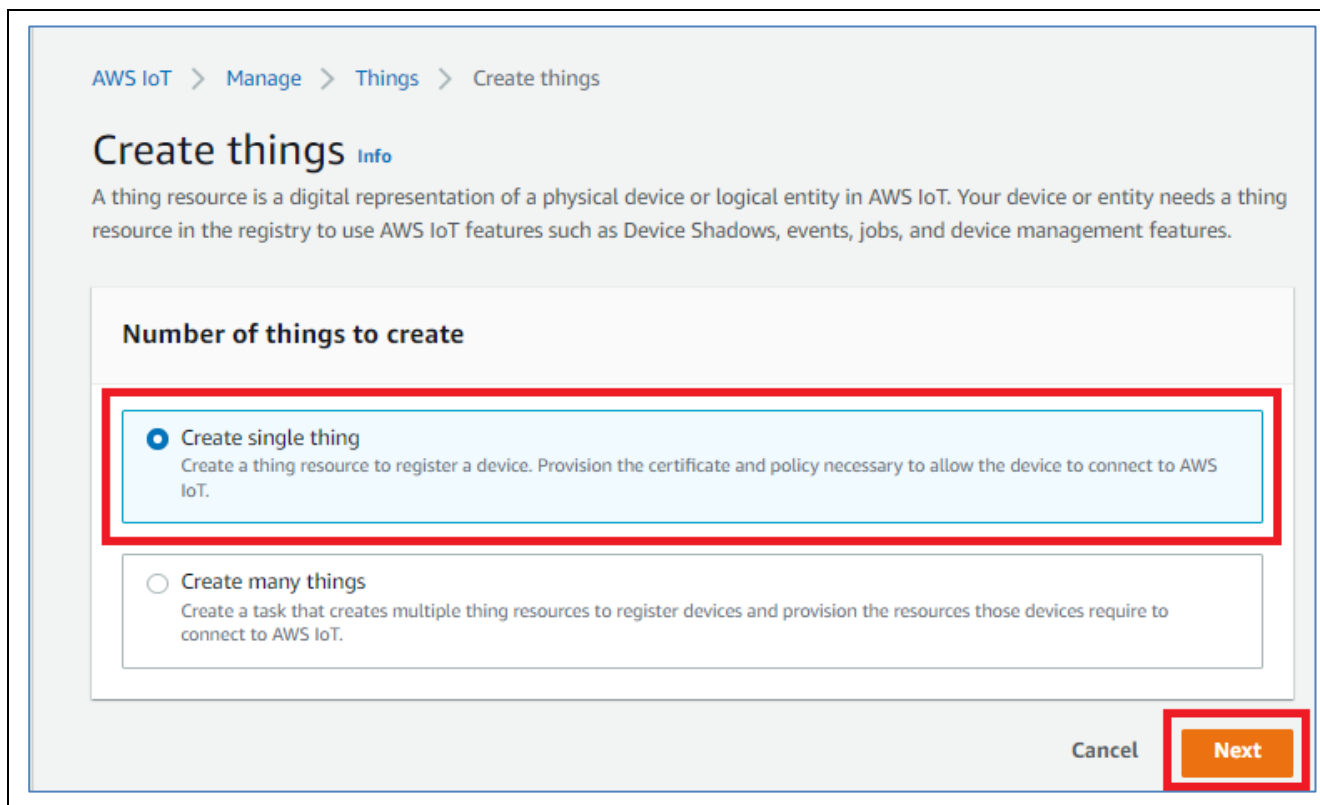 AWS IoT > Manage > Things > Create things
Create things Info
A thing resource is a digital representation of a physical device or logical entity in AWS IoT. Your device or entity needs a thing
resource in the registry to use AWS IoT features such as Device Shadows, events, jobs, and device management features.
Number of things to create
Create single thing
Create a thing resource to register a device. Provision the certificate and policy necessary to allow the device to connect to AWS
IoT.
Create many things
Create a task that creates multiple thing resources to register devices and provision the resources those devices require to
connect to AWS IoT.
Cancel Next